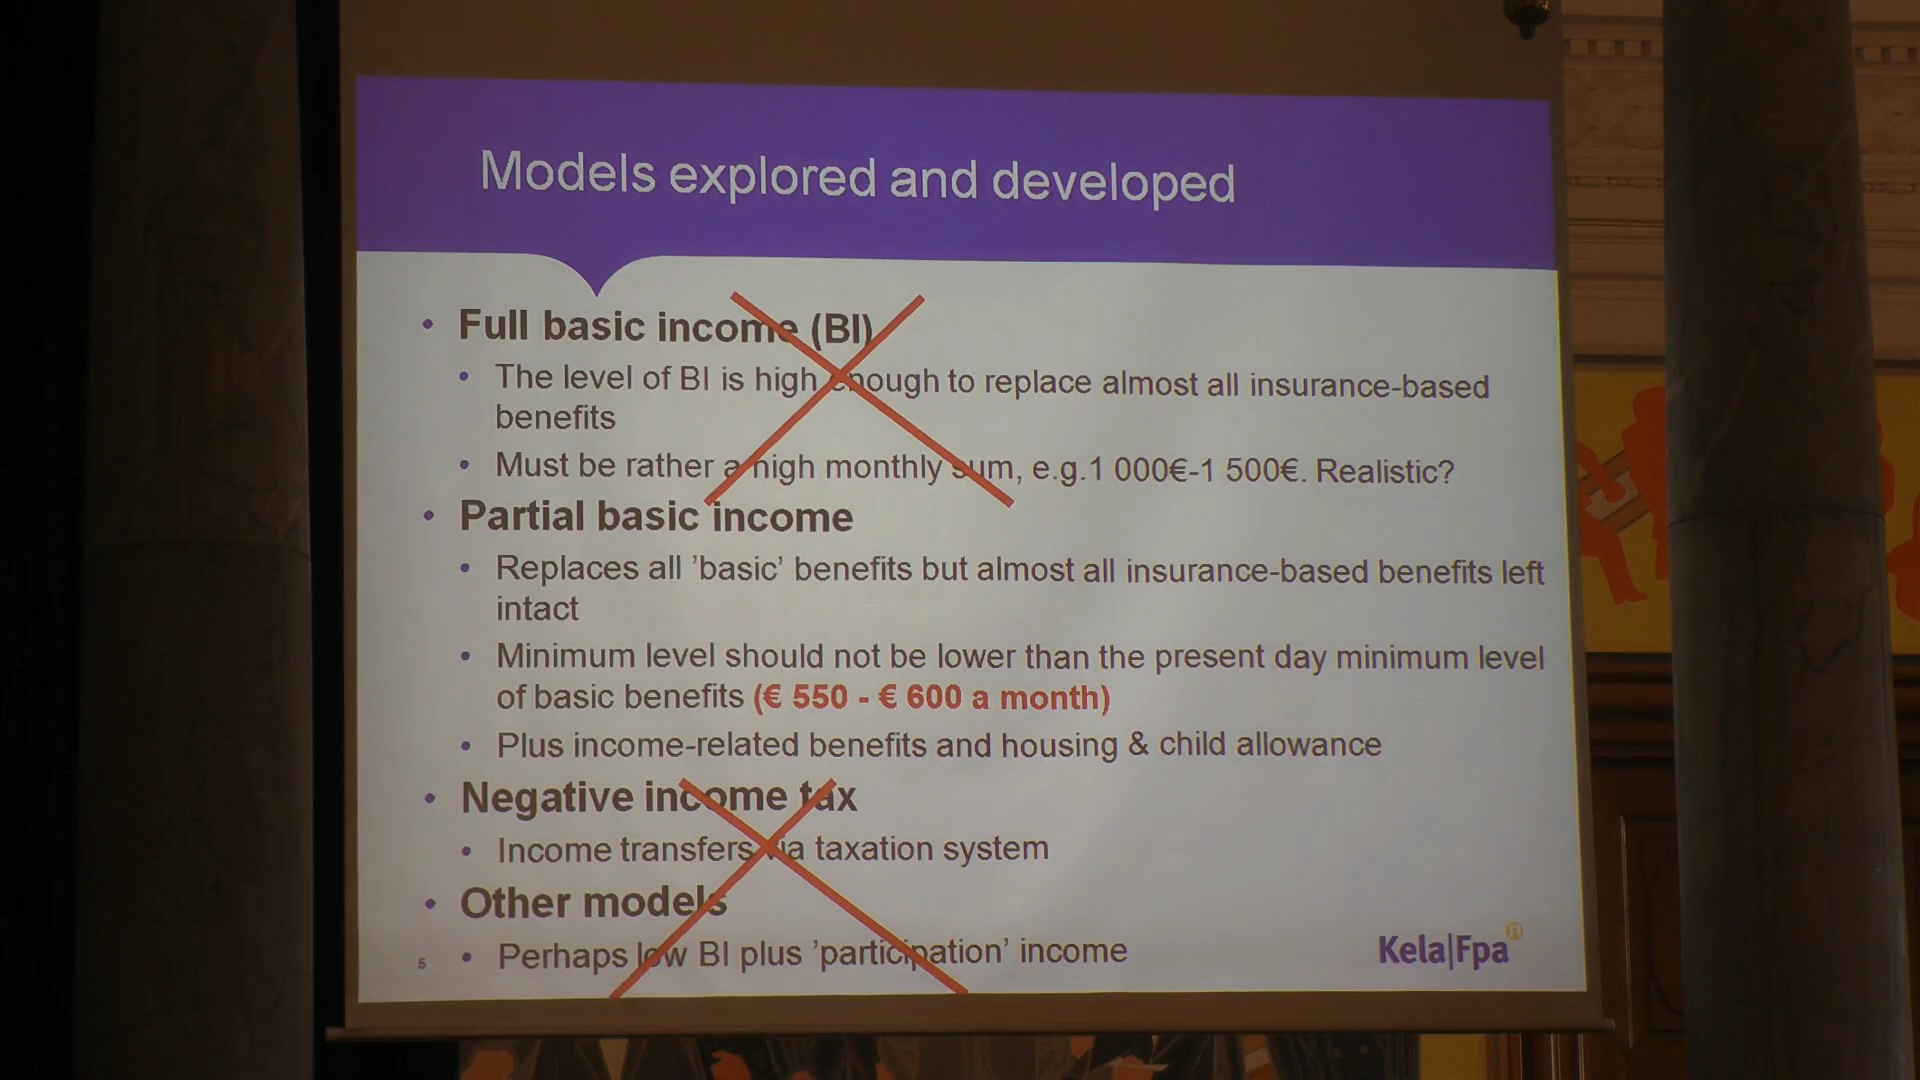 Models explored and developed
• Full basic income (BI)
• The level of BI is high enough to replace almost all insurance-based
benefits
• Must be rather a high monthly sum, e.g.1 000€-1 500€. Realistic?
• Partial basic income
• Replaces all ’basic’ benefits but almost all insurance-based benefits left
intact
• Minimum level should not be lower than the present day minimum level
of basic benefits (€ 550 - € 600 a month)
• Plus income-related benefits and housing & child allowance
• Negative income tax
• Income transfers via taxation system
• Other models
• Perhaps low BI plus ’participation’ income
5
Kela|Fpa